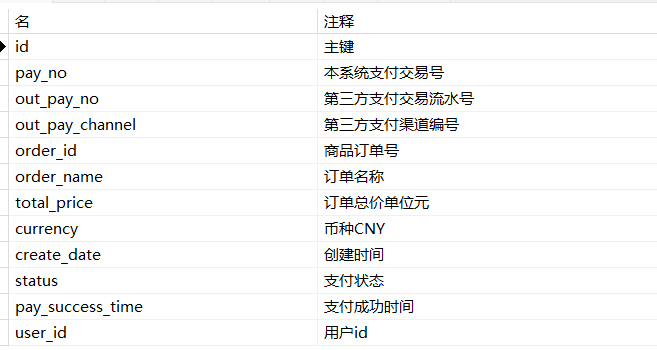 名 注释
id 主键
pay_no 本系统支付交易号
out_pay_no 第三方支付交易流水号
out_pay_channel 第三方支付渠道编号
order_id 商品订单号
order_name 订单名称
total_price 订单总价单位元
currency 币种CNY
create_date 创建时间
status 支付状态
pay_success_time 支付成功时间
user_id 用户id